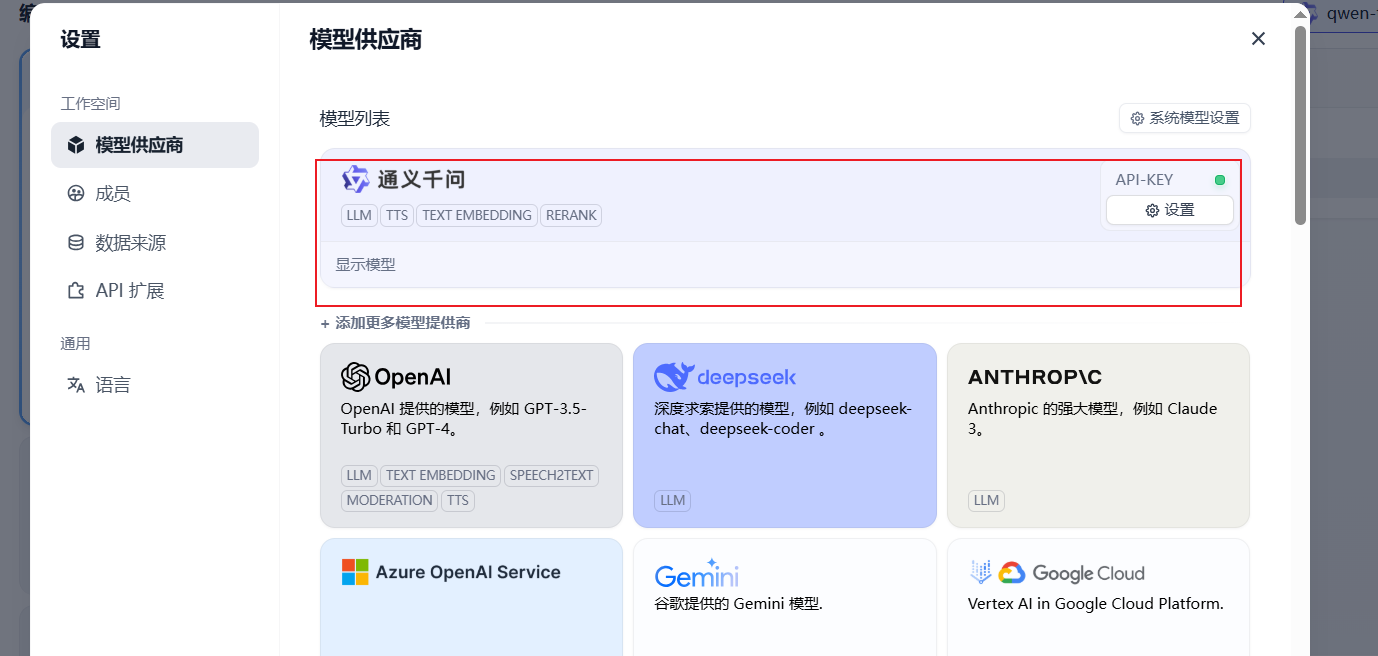 设置
模型供应商
qwen-
工作空间
模型供应商
成员
数据来源
API 扩展
通用
语言
模型列表
系统模型设置
通义千问
API-KEY
LLM TTS TEXT EMBEDDING RERANK
设置
显示模型
+ 添加更多模型提供商
OpenAI
OpenAI 提供的模型，例如 GPT-3.5-
Turbo 和 GPT-4。
LLM TEXT EMBEDDING SPEECH2TEXT
MODERATION TTS
deepseek
深度求索提供的模型，例如 deepseek-
chat、deepseek-coder 。
LLM
ANTHROP\C
Anthropic 的强大模型，例如 Claude
3。
LLM
Azure OpenAI Service
Gemini
谷歌提供的 Gemini 模型.
Google Cloud
Vertex AI in Google Cloud Platform.